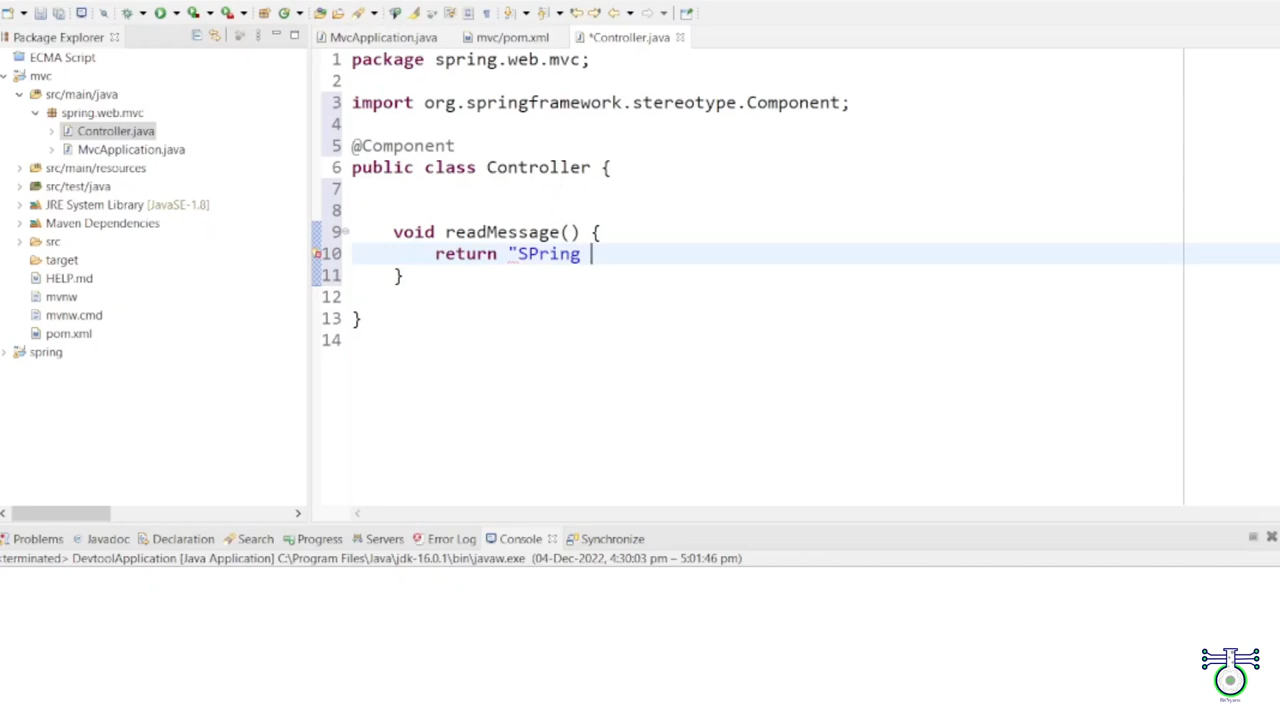 Package Explorer
MvcApplication.java
mvc/pom.xml
*Controller.java
ECMA Script
mvc
src/main/java
spring.web.mvc
Controller.java
MvcApplication.java
src/main/resources
src/test/java
JRE System Library [JavaSE-1.8]
Maven Dependencies
src
target
HELP.md
mvnw
mvnw.cmd
pom.xml
spring
1 package spring.web.mvc;
2
3 import org.springframework.stereotype.Component;
4
5 @Component
6 public class Controller {
7
8
9 void readMessage() {
10 return "SPring
11 }
12
13 }
14
Problems Javadoc Declaration Search Progress Servers Error Log Console Synchronize
<terminated> DevtoolApplication [Java Application] C:\Program Files\Java\jdk-16.0.1\bin\javaw.exe (04-Dec-2022, 4:30:03 pm – 5:01:46 pm)